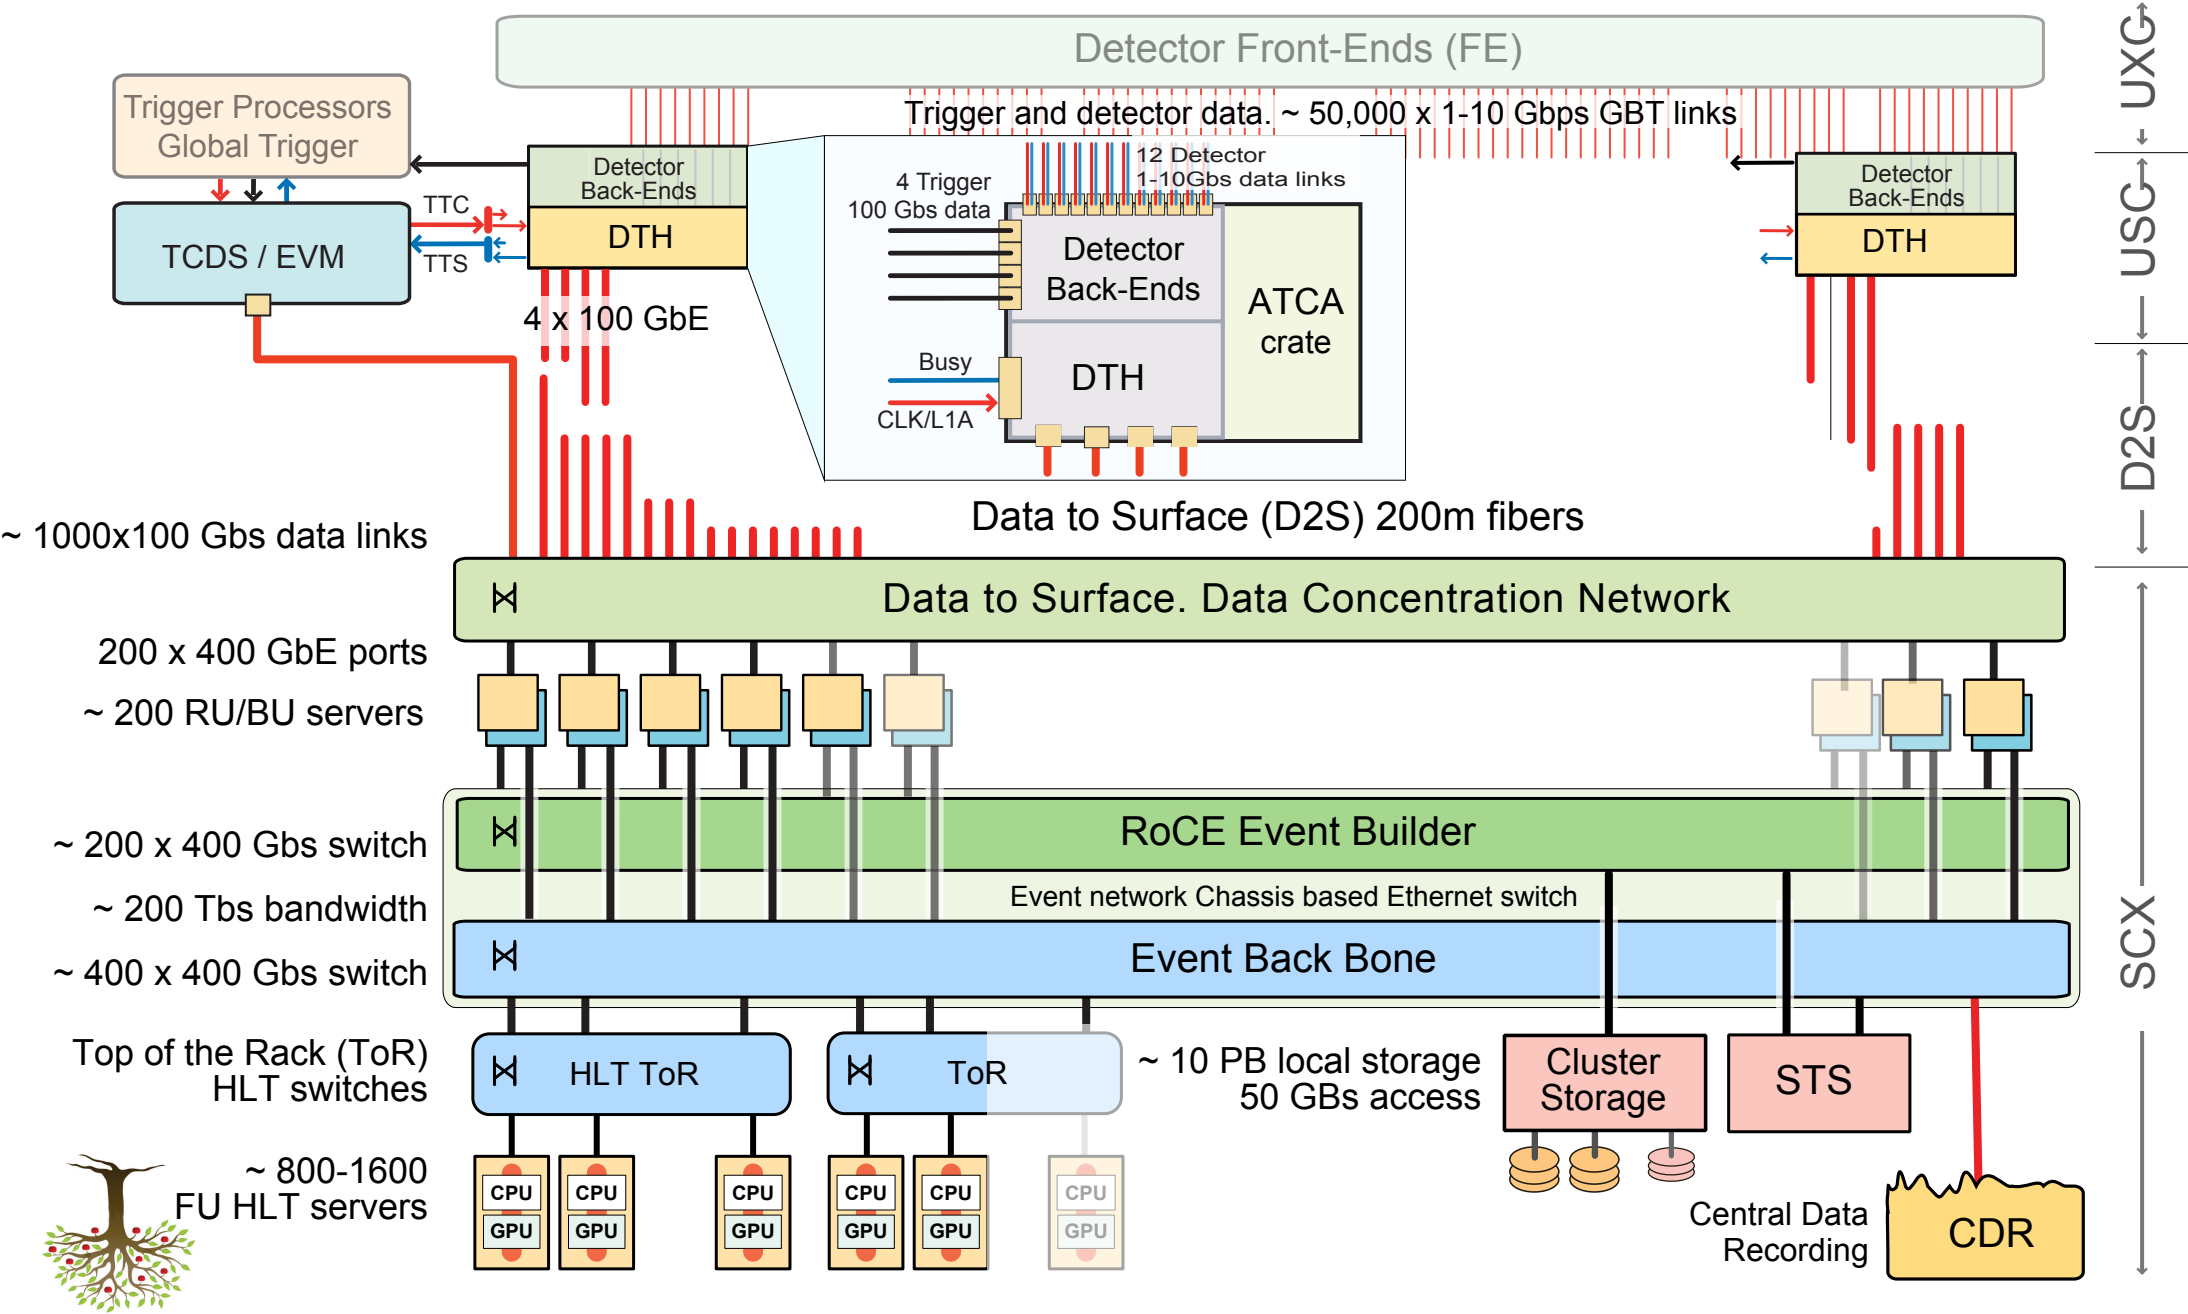 Detector Front-Ends (FE)
Trigger and detector data. ~ 50,000 x 1-10 Gbps GBT links
Trigger Processors
Global Trigger
TCDS / EVM
TTC
TTS
Detector
Back-Ends
DTH
4 x 100 GbE
12 Detector
1-10Gbs data links
4 Trigger
100 Gbs data
Detector
Back-Ends
DTH
ATCA
crate
Busy
CLK/L1A
Detector
Back-Ends
DTH
UXG
USG
D2S
SCX
Data to Surface (D2S) 200m fibers
~ 1000x100 Gbs data links
Data to Surface. Data Concentration Network
200 x 400 GbE ports
~ 200 RU/BU servers
~ 200 x 400 Gbs switch
RoCE Event Builder
~ 200 Tbs bandwidth
Event network Chassis based Ethernet switch
~ 400 x 400 Gbs switch
Event Back Bone
Top of the Rack (ToR)
HLT switches
HLT ToR
ToR
~ 10 PB local storage
50 GBs access
Cluster
Storage
STS
~ 800-1600
FU HLT servers
CPU
GPU
CPU
GPU
CPU
GPU
CPU
GPU
CPU
GPU
CPU
GPU
Central Data
Recording
CDR